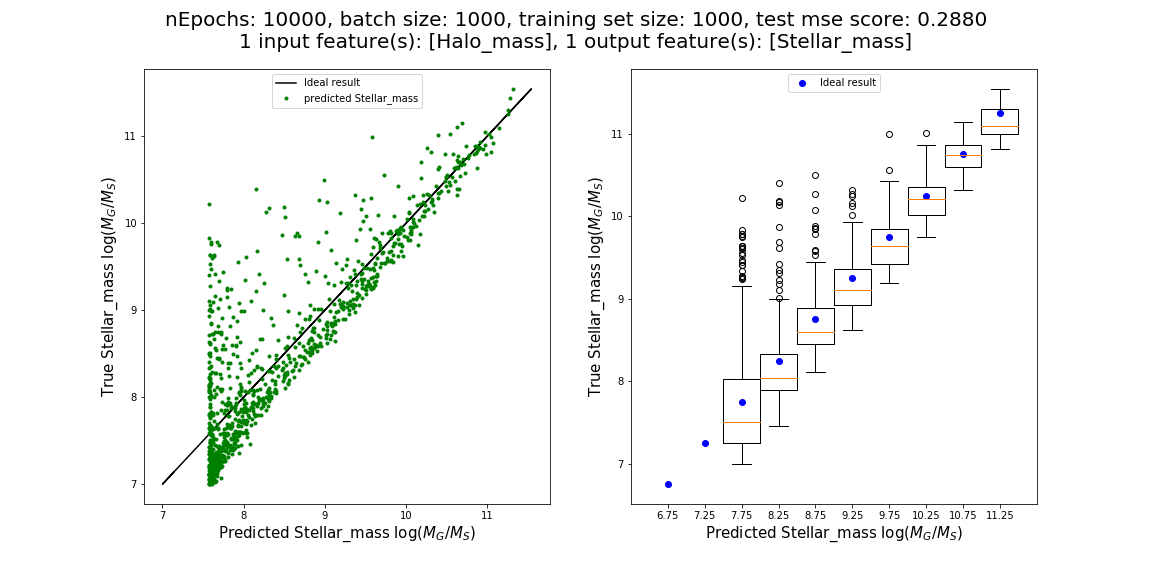 nEpochs: 10000, batch size: 1000, training set size: 1000, test mse score: 0.2880
1 input feature(s): [Halo_mass], 1 output feature(s): [Stellar_mass]
Ideal result
predicted Stellar_mass
True Stellar_mass log(M_G/M_S)
11
10
9
8
7
7 8 9 10 11
Predicted Stellar_mass log(M_G/M_S)
Ideal result
True Stellar_mass log(M_G/M_S)
11
10
9
8
7
6.75 7.25 7.75 8.25 8.75 9.25 9.75 10.25 10.75 11.25
Predicted Stellar_mass log(M_G/M_S)